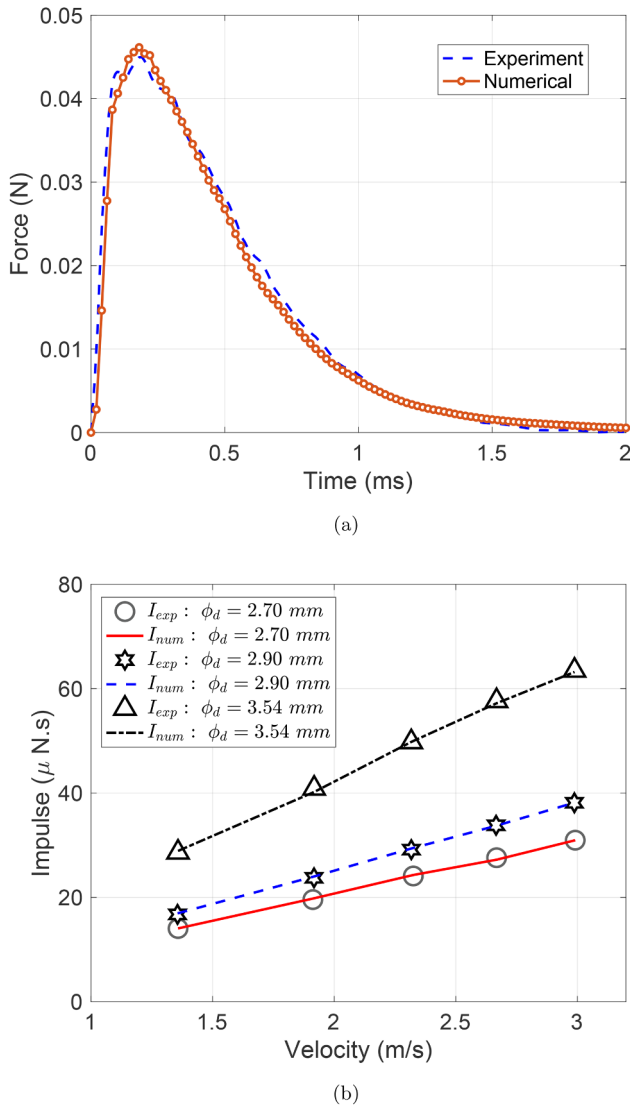 0.05
0.04
0.03
0.02
0.01
0
Force (N)
Experiment
Numerical
0 0.5 1 1.5 2
Time (ms)
(a)
80
60
40
20
0
Impulse (μ N.s)
I_exp : ϕ_d = 2.70 mm
I_num : ϕ_d = 2.70 mm
I_exp : ϕ_d = 2.90 mm
I_num : ϕ_d = 2.90 mm
I_exp : ϕ_d = 3.54 mm
I_num : ϕ_d = 3.54 mm
1 1.5 2 2.5 3
Velocity (m/s)
(b)